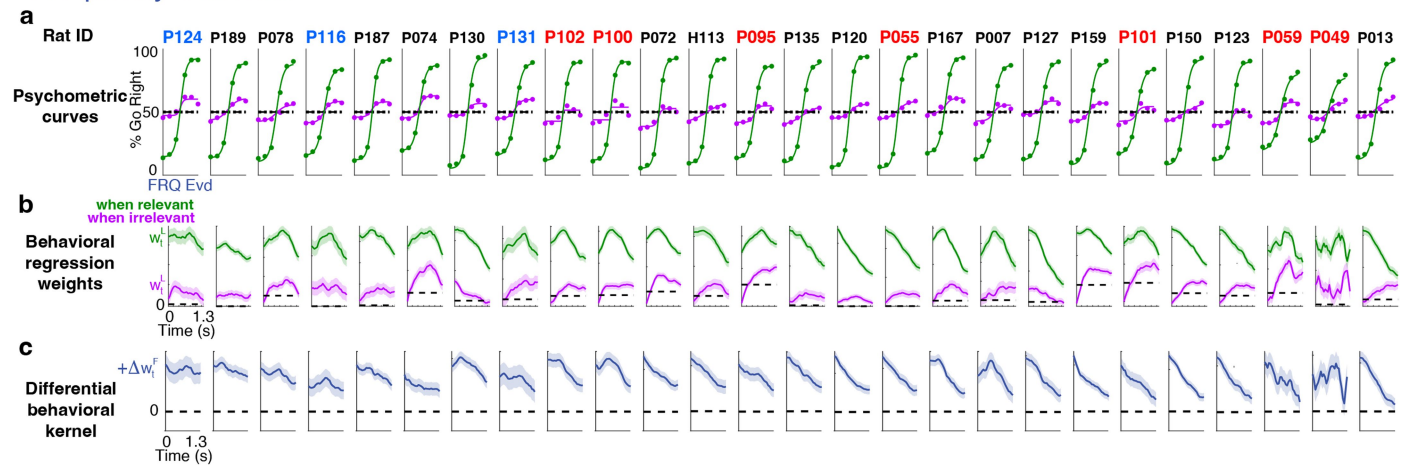 a
Rat ID
P124 P189 P078 P116 P187 P074 P130 P131 P102 P100 P072 H113 P095 P135 P120 P055 P167 P007 P127 P159 P101 P150 P123 P059 P049 P013
Psychometric
curves
% Go Right
100
50
0
FRQ Evd
b
when relevant
when irrelevant
Behavioral
regression
weights
w_t^L
w_t^L
0
0 1.3
Time (s)
c
Differential
behavioral
kernel
+Δw_t^F
0
0 1.3
Time (s)